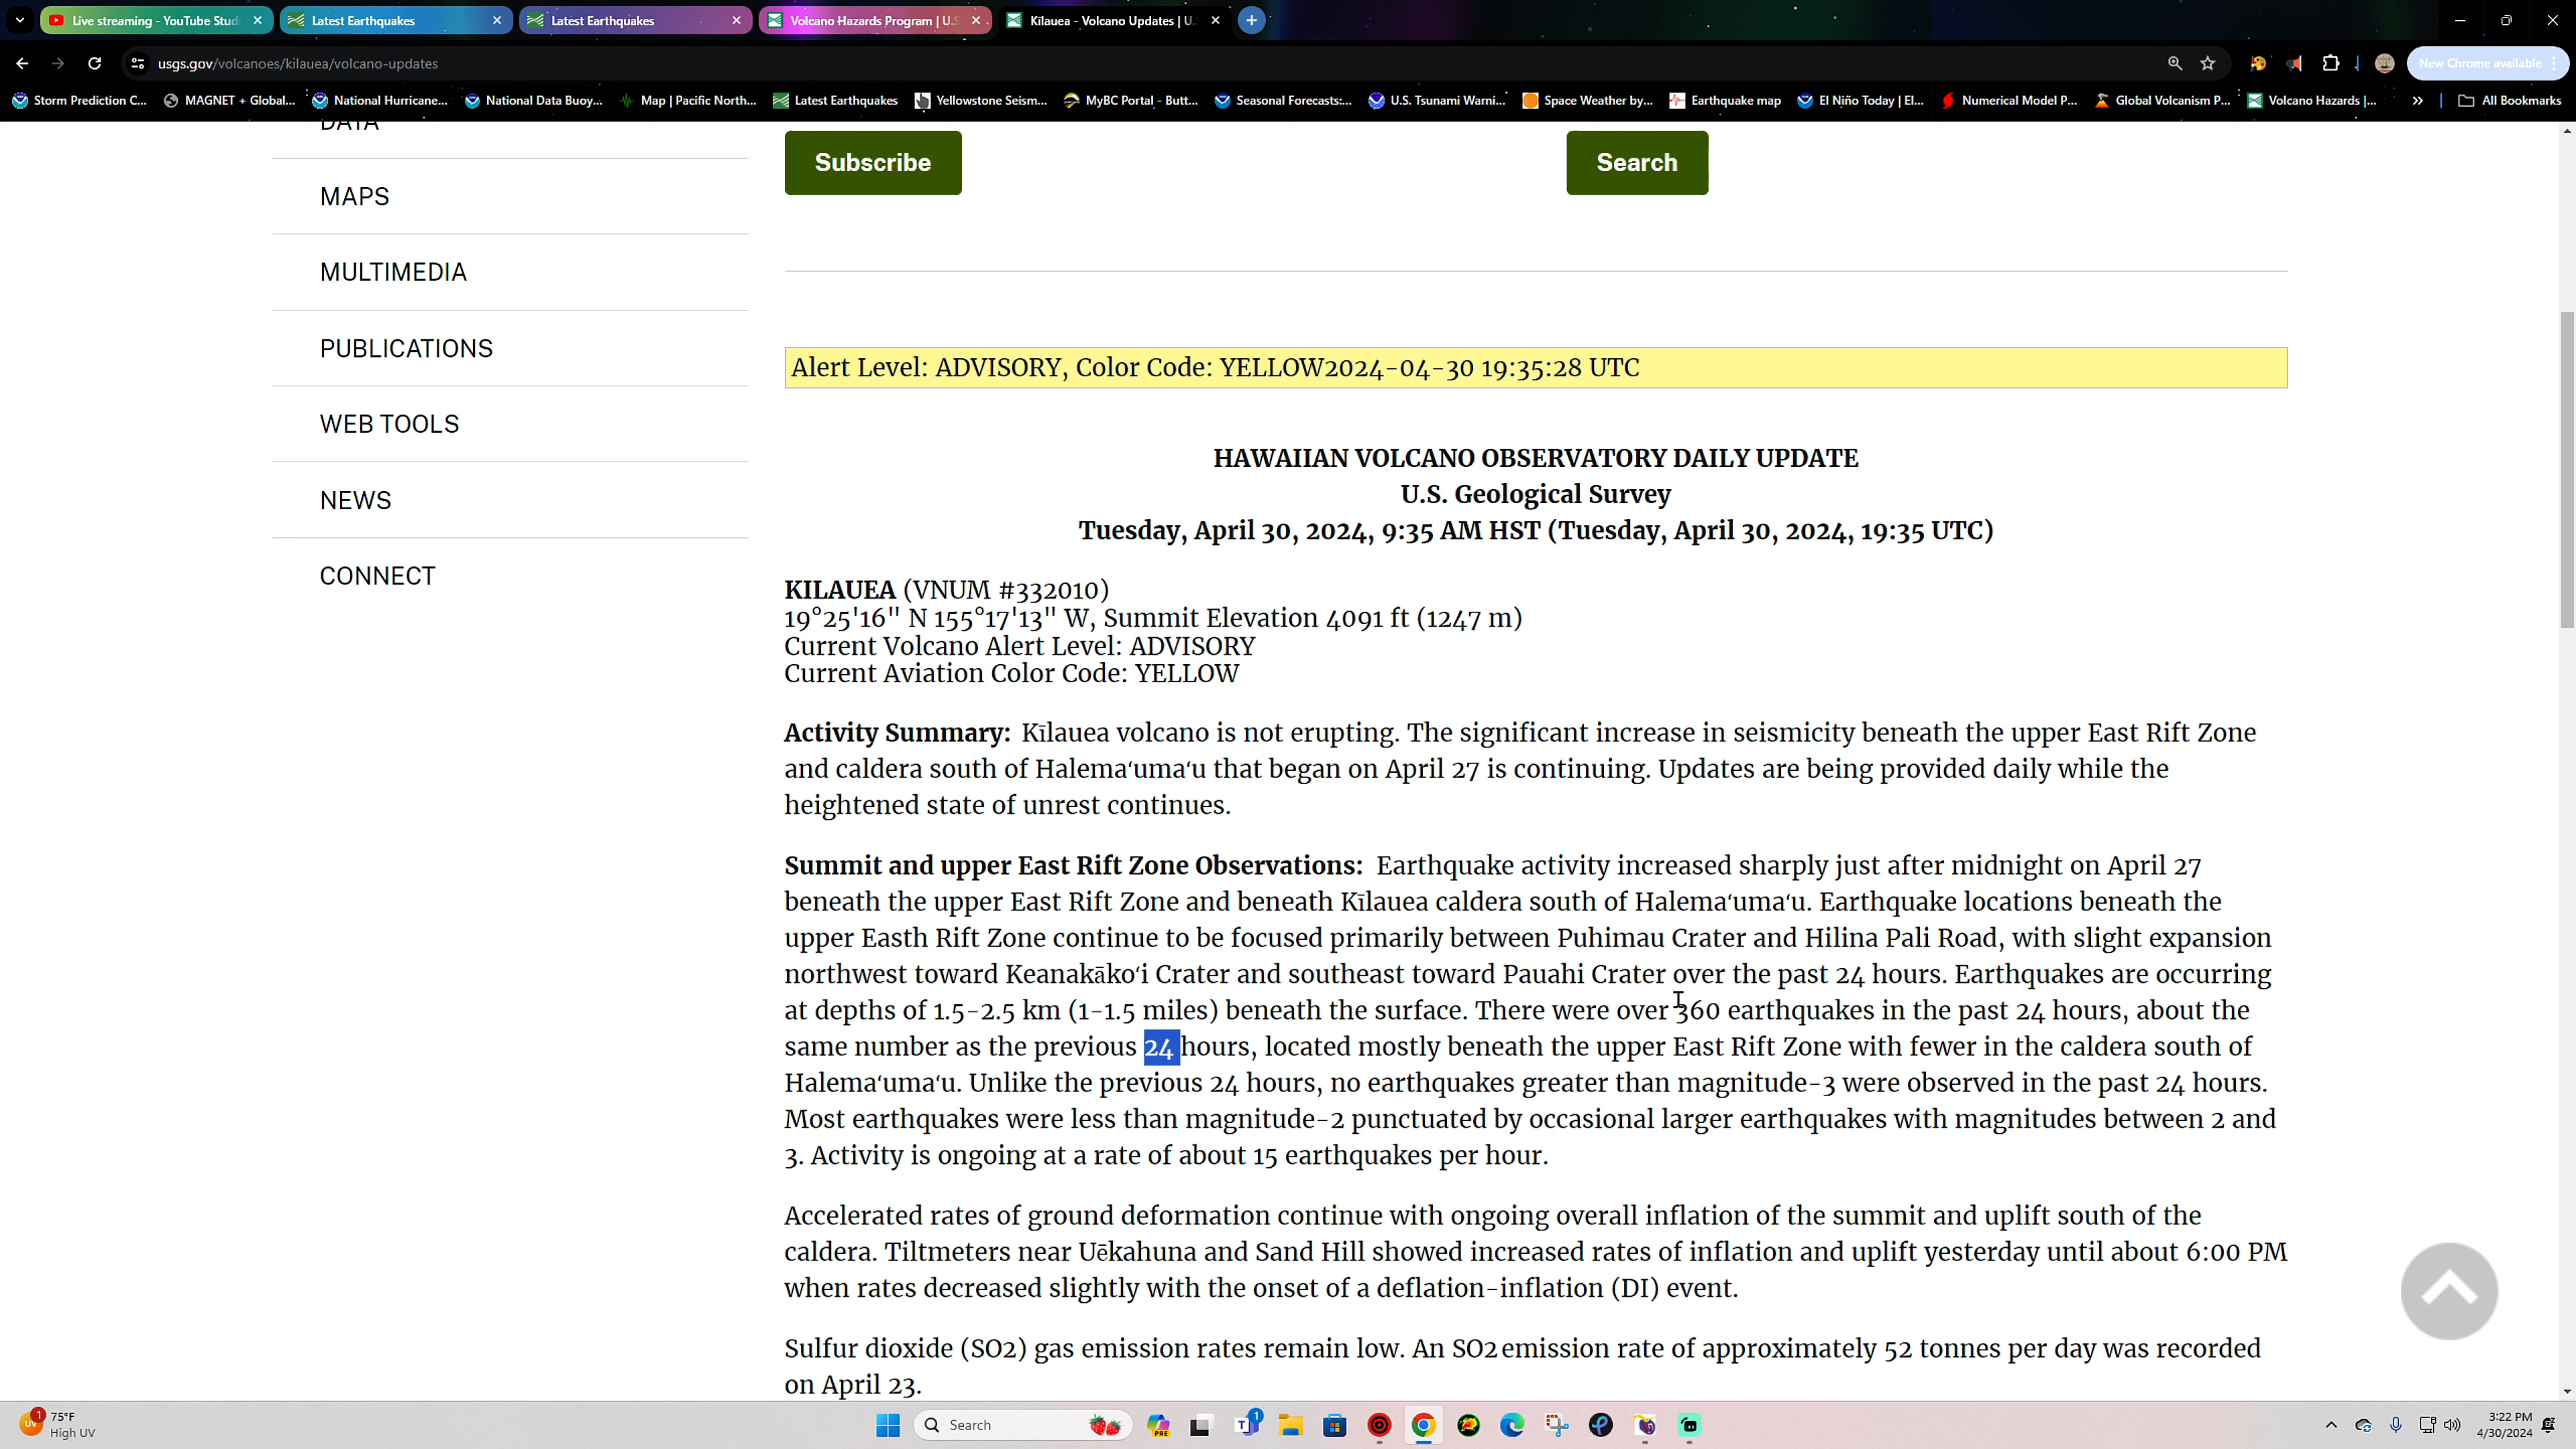 Live streaming - YouTube Stud
Latest Earthquakes
Latest Earthquakes
Volcano Hazards Program | U.S
Kīlauea - Volcano Updates | U.
usgs.gov/volcanoes/kilauea/volcano-updates
New Chrome available
Storm Prediction C...
MAGNET + Global...
National Hurricane...
National Data Buoy...
Map | Pacific North...
Latest Earthquakes
Yellowstone Seism...
MyBC Portal - Butt...
Seasonal Forecasts:...
U.S. Tsunami Warni...
Space Weather by...
Earthquake map
El Niño Today | El...
Numerical Model P...
Global Volcanism P...
Volcano Hazards |...
All Bookmarks
DATA
MAPS
MULTIMEDIA
PUBLICATIONS
WEB TOOLS
NEWS
CONNECT
Subscribe
Search
Alert Level: ADVISORY, Color Code: YELLOW2024-04-30 19:35:28 UTC
HAWAIIAN VOLCANO OBSERVATORY DAILY UPDATE
U.S. Geological Survey
Tuesday, April 30, 2024, 9:35 AM HST (Tuesday, April 30, 2024, 19:35 UTC)
KILAUEA (VNUM #332010)
19°25'16" N 155°17'13" W, Summit Elevation 4091 ft (1247 m)
Current Volcano Alert Level: ADVISORY
Current Aviation Color Code: YELLOW
Activity Summary: Kīlauea volcano is not erupting. The significant increase in seismicity beneath the upper East Rift Zone
and caldera south of Halemaʻumaʻu that began on April 27 is continuing. Updates are being provided daily while the
heightened state of unrest continues.
Summit and upper East Rift Zone Observations: Earthquake activity increased sharply just after midnight on April 27
beneath the upper East Rift Zone and beneath Kīlauea caldera south of Halemaʻumaʻu. Earthquake locations beneath the
upper Easth Rift Zone continue to be focused primarily between Puhimau Crater and Hilina Pali Road, with slight expansion
northwest toward Keanakākoʻi Crater and southeast toward Pauahi Crater over the past 24 hours. Earthquakes are occurring
at depths of 1.5-2.5 km (1-1.5 miles) beneath the surface. There were over 360 earthquakes in the past 24 hours, about the
same number as the previous 24 hours, located mostly beneath the upper East Rift Zone with fewer in the caldera south of
Halemaʻumaʻu. Unlike the previous 24 hours, no earthquakes greater than magnitude-3 were observed in the past 24 hours.
Most earthquakes were less than magnitude-2 punctuated by occasional larger earthquakes with magnitudes between 2 and
3. Activity is ongoing at a rate of about 15 earthquakes per hour.
Accelerated rates of ground deformation continue with ongoing overall inflation of the summit and uplift south of the
caldera. Tiltmeters near Uēkahuna and Sand Hill showed increased rates of inflation and uplift yesterday until about 6:00 PM
when rates decreased slightly with the onset of a deflation-inflation (DI) event.
Sulfur dioxide (SO2) gas emission rates remain low. An SO2 emission rate of approximately 52 tonnes per day was recorded
on April 23.
1
UV
75°F
High UV
Search
PRE
1
3:22 PM
4/30/2024